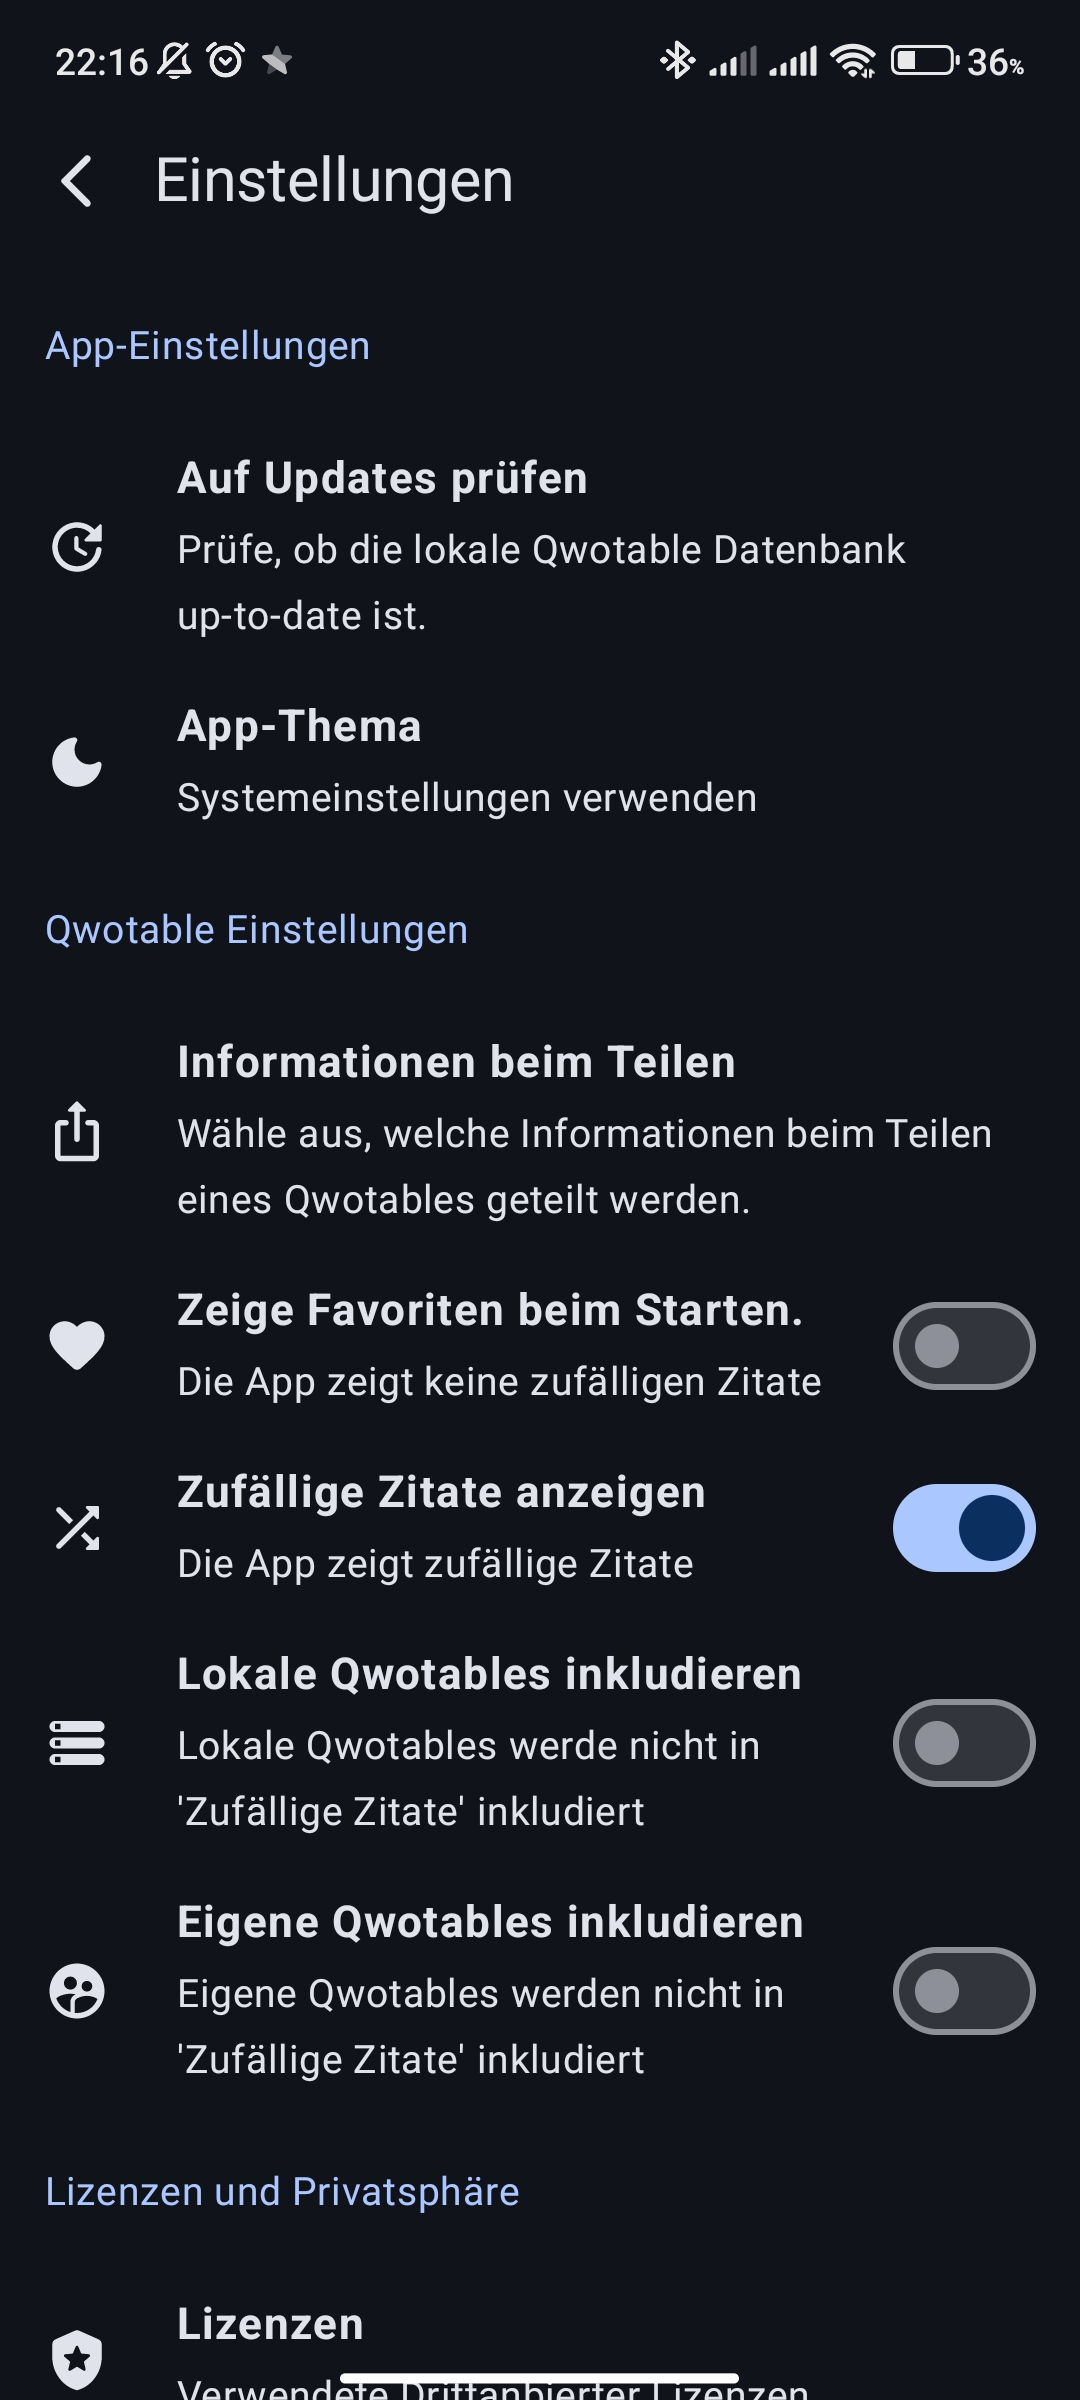 22:16 36%
Einstellungen
App-Einstellungen
Auf Updates prüfen
Prüfe, ob die lokale Qwotable Datenbank
up-to-date ist.
App-Thema
Systemeinstellungen verwenden
Qwotable Einstellungen
Informationen beim Teilen
Wähle aus, welche Informationen beim Teilen
eines Qwotables geteilt werden.
Zeige Favoriten beim Starten.
Die App zeigt keine zufälligen Zitate
Zufällige Zitate anzeigen
Die App zeigt zufällige Zitate
Lokale Qwotables inkludieren
Lokale Qwotables werde nicht in
'Zufällige Zitate' inkludiert
Eigene Qwotables inkludieren
Eigene Qwotables werden nicht in
'Zufällige Zitate' inkludiert
Lizenzen und Privatsphäre
Lizenzen
Verwendete Drittanbierter Lizenzen